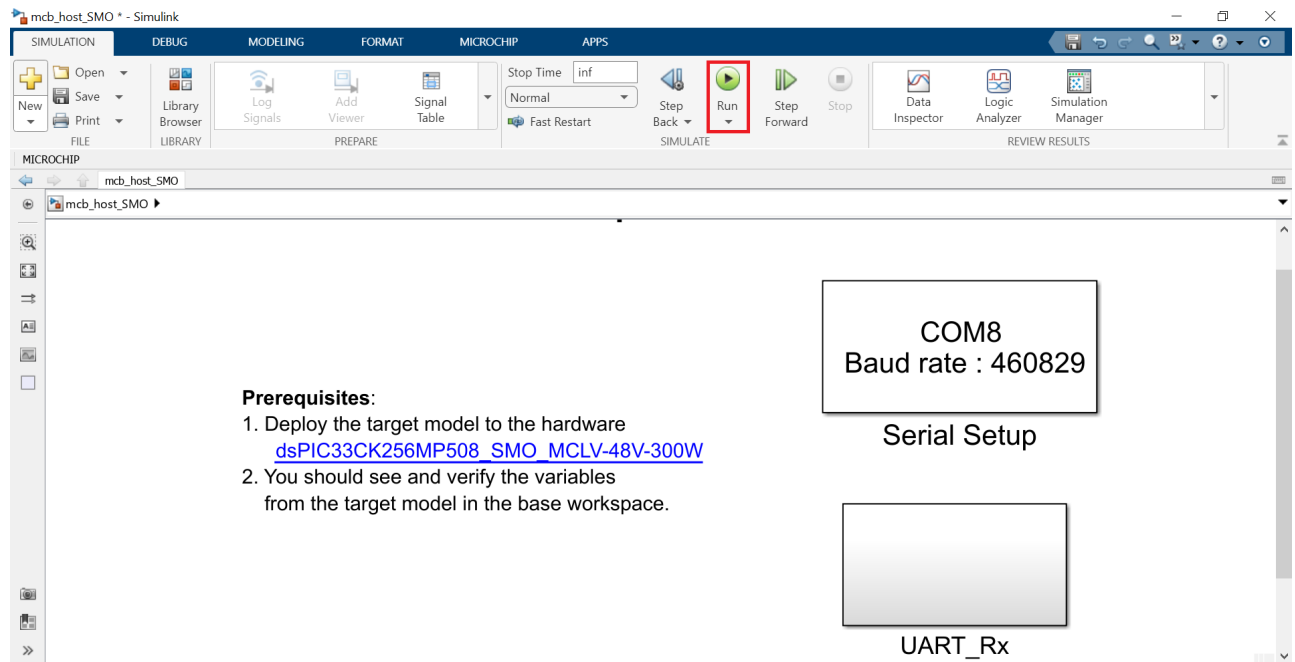 mcb_host_SMO * - Simulink
SIMULATION DEBUG MODELING FORMAT MICROCHIP APPS
New
Open
Save
Print
FILE
Library Browser
LIBRARY
Log Signals
Add Viewer
Signal Table
PREPARE
Stop Time inf
Normal
Fast Restart
Step Back
Run
Step Forward
Stop
SIMULATE
Data Inspector
Logic Analyzer
Simulation Manager
REVIEW RESULTS
MICROCHIP
mcb_host_SMO
mcb_host_SMO
COM8
Baud rate : 460829
Serial Setup
Prerequisites:
1. Deploy the target model to the hardware
dsPIC33CK256MP508_SMO_MCLV-48V-300W
2. You should see and verify the variables
from the target model in the base workspace.
UART_Rx